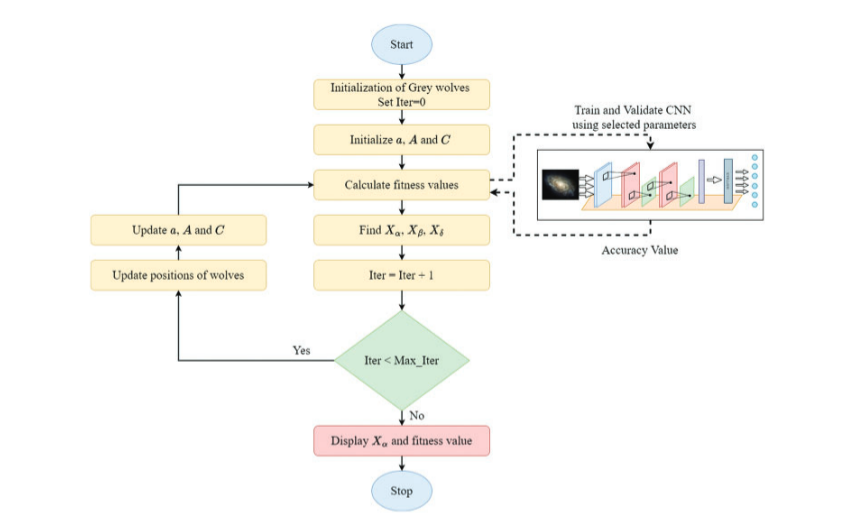 Start
Initialization of Grey wolves
Set Iter=0
Initialize a, A and C
Train and Validate CNN
using selected parameters
Calculate fitness values
Update a, A and C
Find Xα, Xβ, Xδ
Accuracy Value
Update positions of wolves
Iter = Iter + 1
Yes
Iter < Max_Iter
No
Display Xα and fitness value
Stop